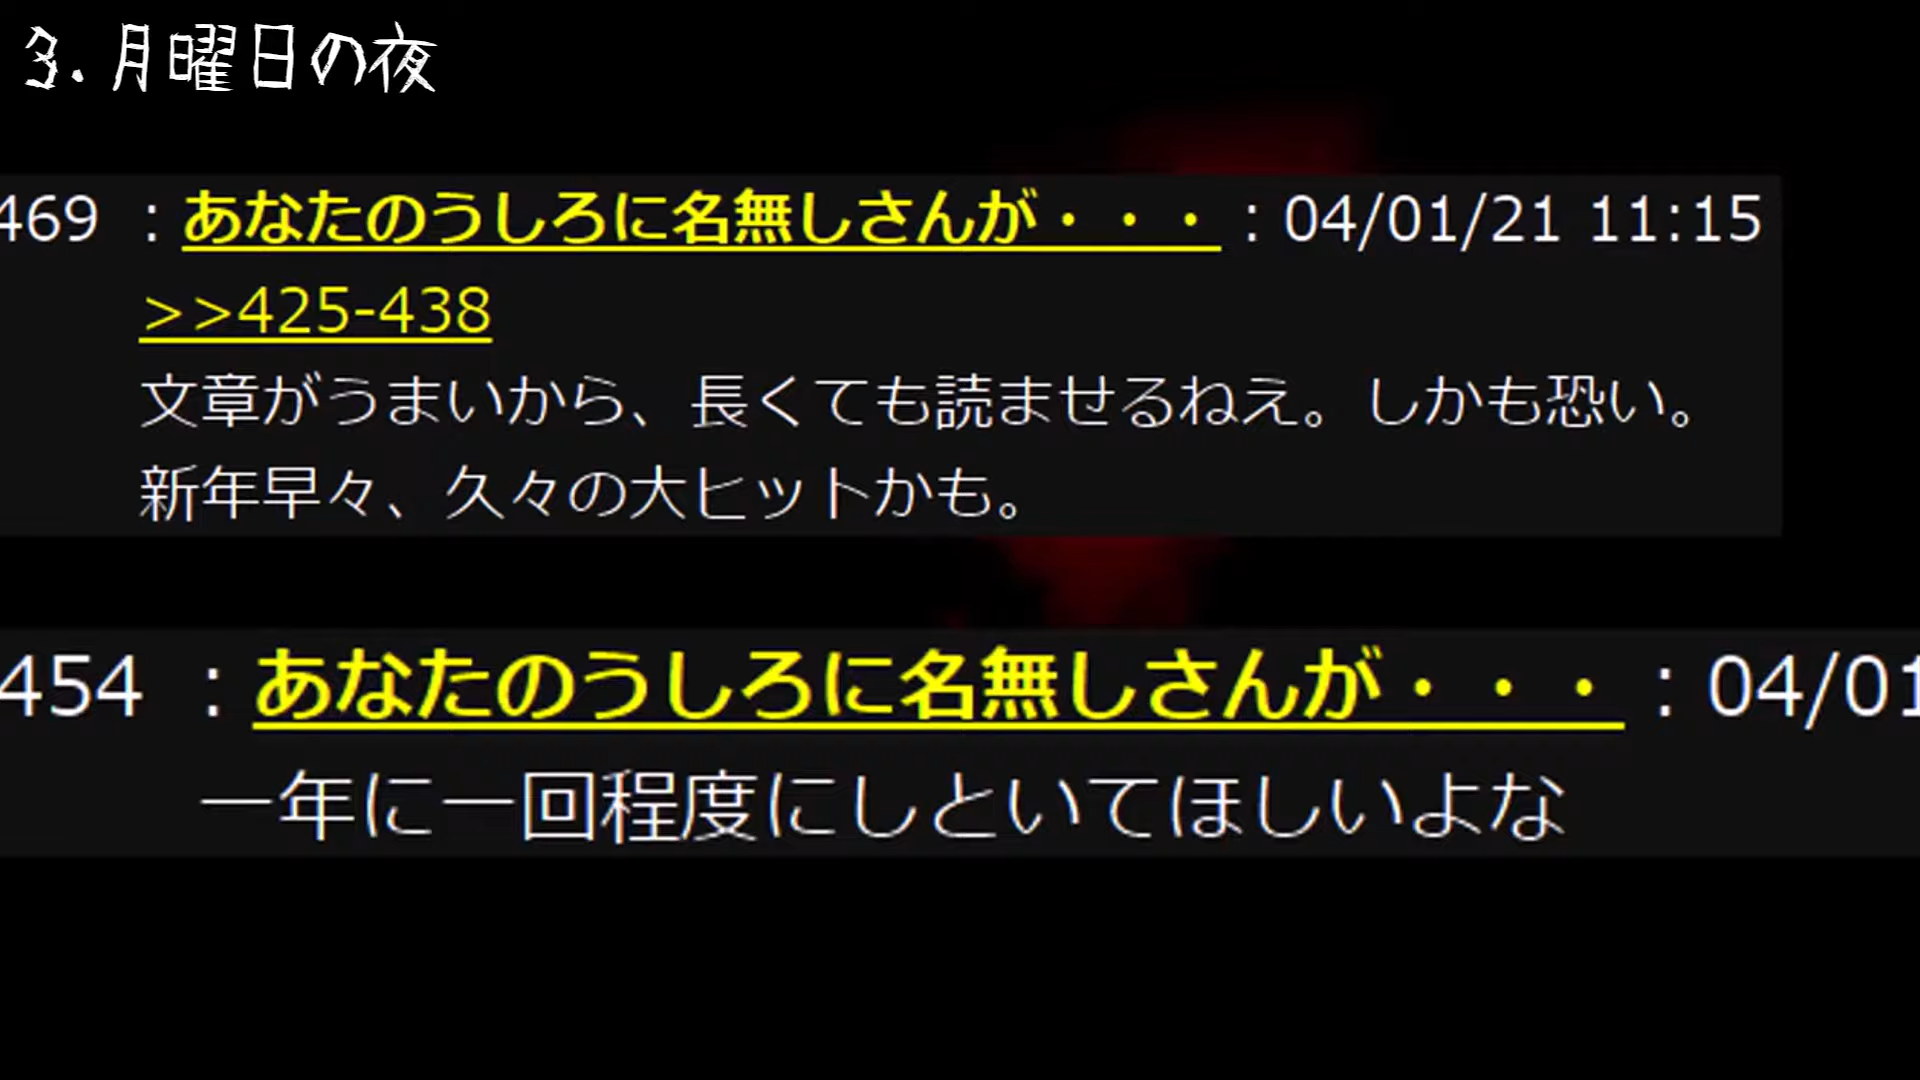 3. 月曜日の夜
469 ：あなたのうしろに名無しさんが・・・：04/01/21 11:15
>>425-438
文章がうまいから、長くても読ませるねえ。しかも恐い。
新年早々、久々の大ヒットかも。
454 ：あなたのうしろに名無しさんが・・・：04/01
一年に一回程度にしといてほしいよな